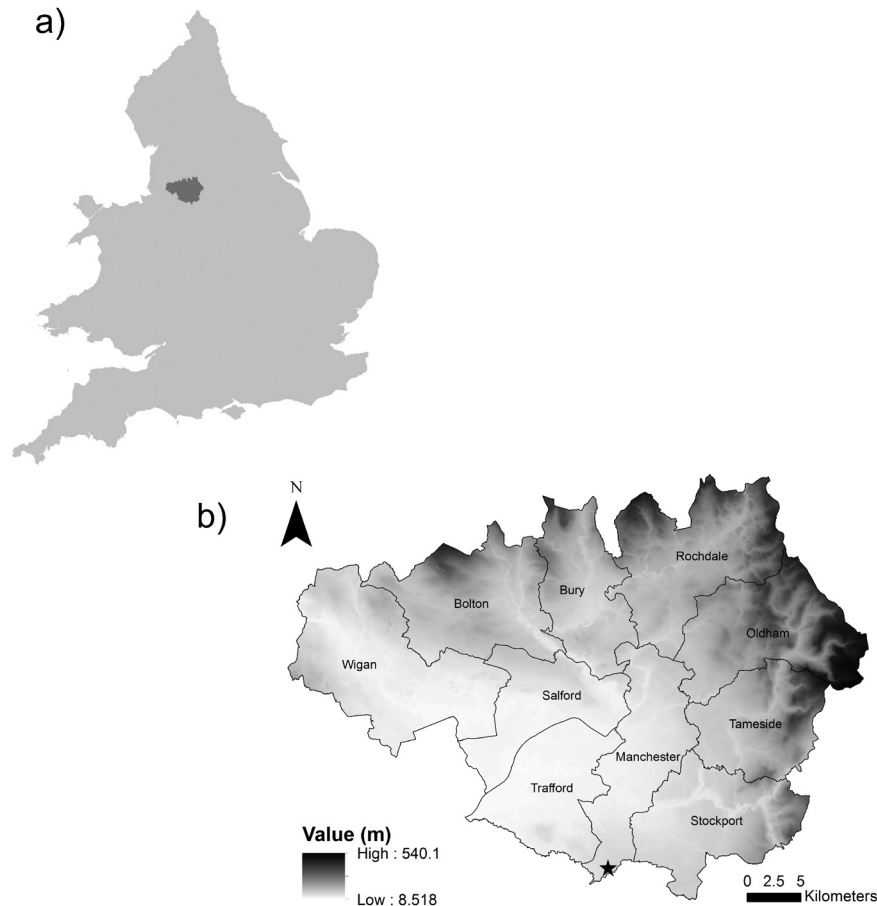 a)
b)
N
Rochdale
Bury
Bolton
Oldham
Wigan
Salford
Tameside
Manchester
Trafford
Stockport
Value (m)
High : 540.1
Low : 8.518
0 2.5 5
Kilometers